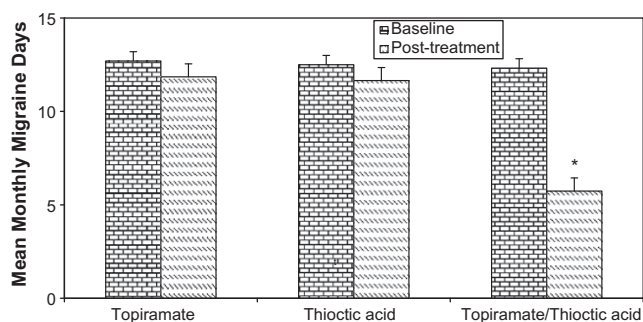 15
Baseline
Post-treatment
Mean Monthly Migraine Days
10
*
5
0
Topiramate Thioctic acid Topiramate/Thioctic acid